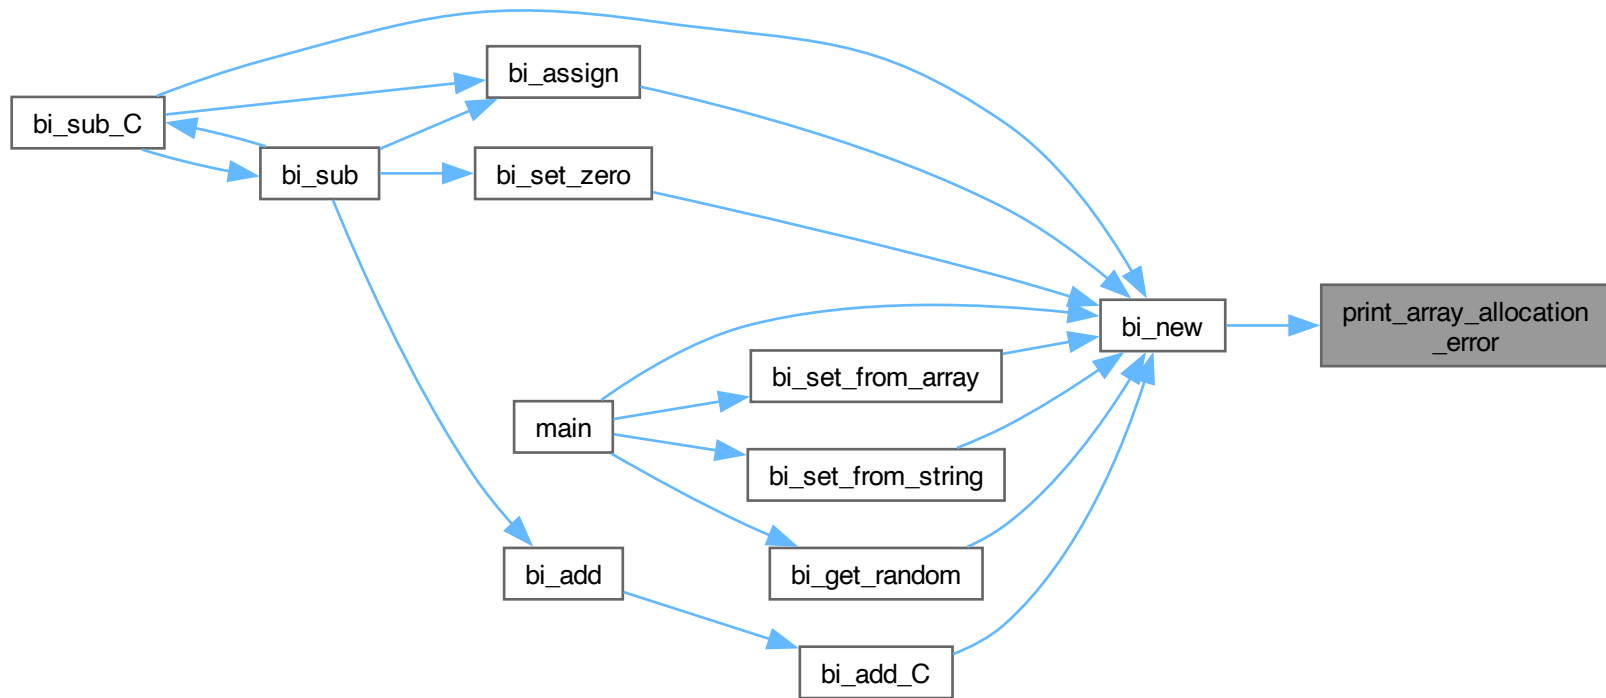 bi_assign
bi_sub_C
bi_sub
bi_set_zero
bi_new
print_array_allocation
_error
bi_set_from_array
main
bi_set_from_string
bi_add
bi_get_random
bi_add_C